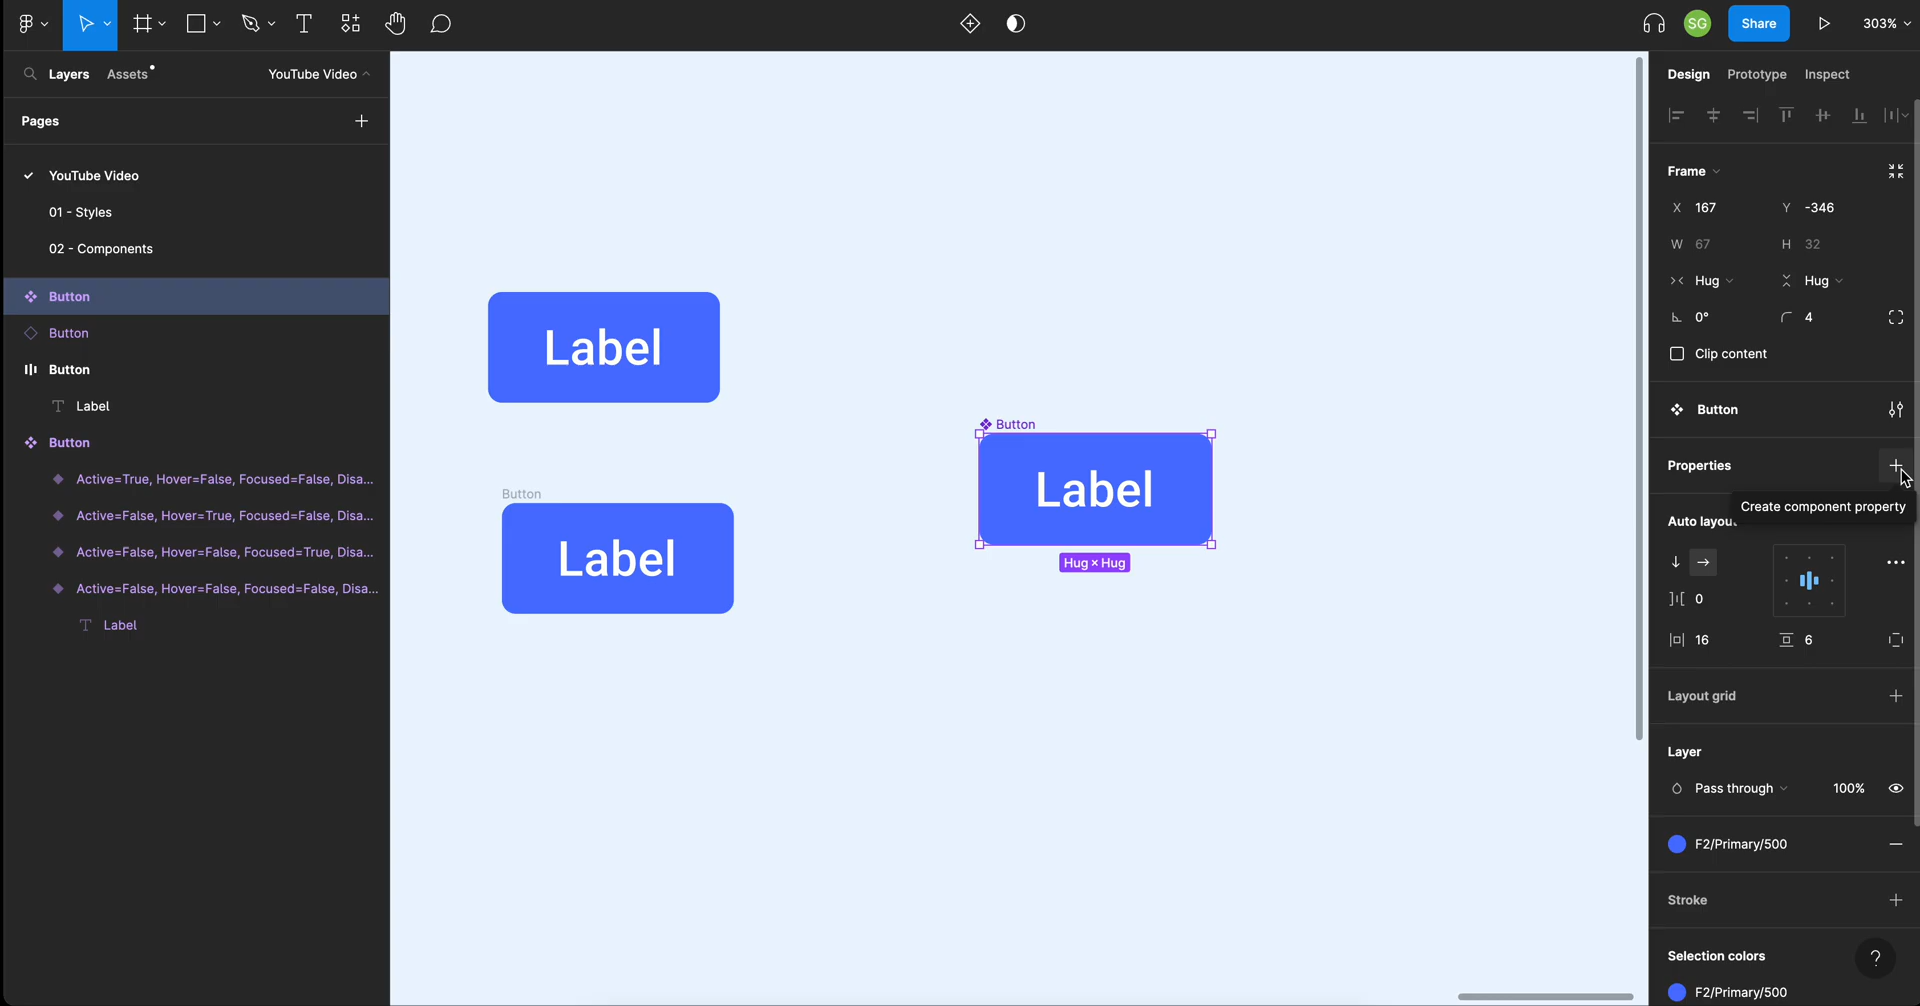 SG
Share
303%
Layers
Assets
YouTube Video
Pages
YouTube Video
01 - Styles
02 - Components
Button
Button
Button
Label
Button
Active=True, Hover=False, Focused=False, Disa...
Active=False, Hover=True, Focused=False, Disa...
Active=False, Hover=False, Focused=True, Disa...
Active=False, Hover=False, Focused=False, Disa...
Label
Label
Button
Label
Button
Label
Hug × Hug
Design Prototype Inspect
Frame
X 167 Y -346
W 67 H 32
Hug Hug
0° 4
Clip content
Button
Properties
Create component property
Auto layou
0
16 6
Layout grid
Layer
Pass through 100%
F2/Primary/500
Stroke
Selection colors
F2/Primary/500
?